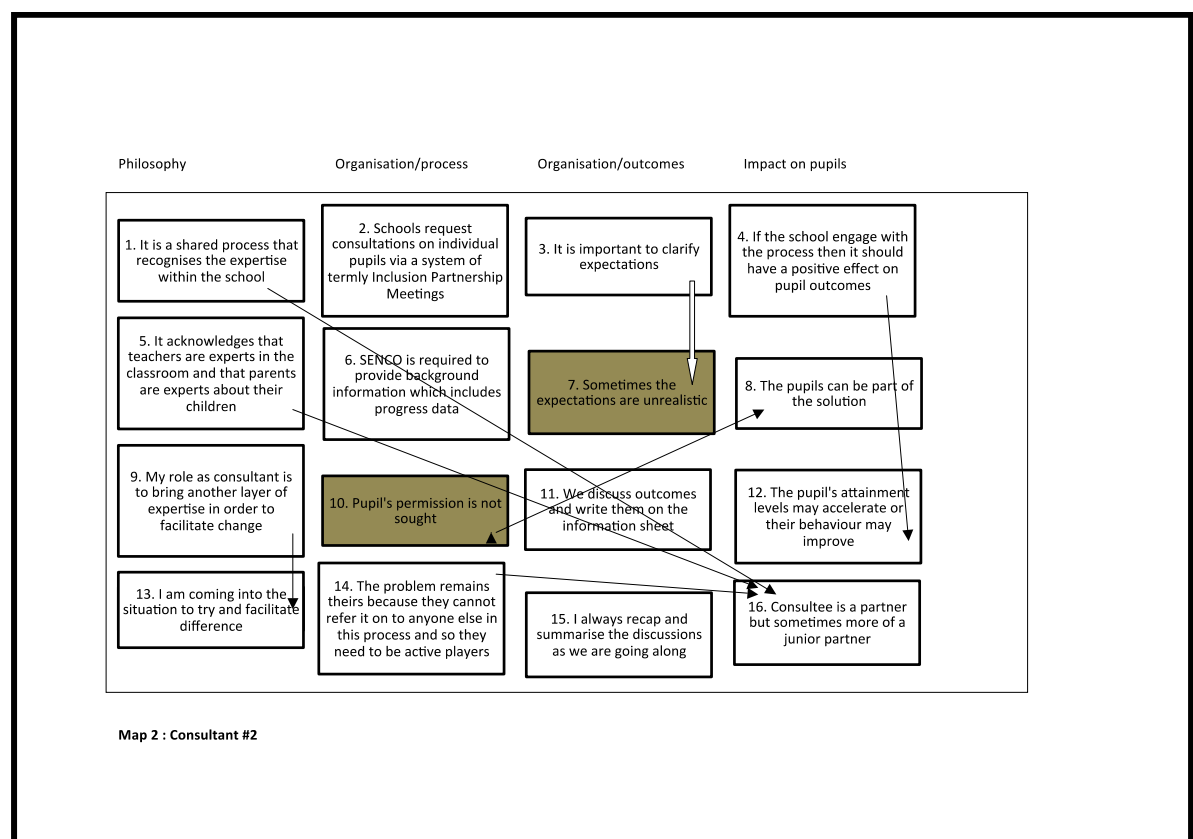 Philosophy
Organisation/process
Organisation/outcomes
Impact on pupils
1. It is a shared process that
recognises the expertise
within the school
2. Schools request
consultations on individual
pupils via a system of
termly Inclusion Partnership
Meetings
3. It is important to clarify
expectations
4. If the school engage with
the process then it should
have a positive effect on
pupil outcomes
5. It acknowledges that
teachers are experts in the
classroom and that parents
are experts about their
children
6. SENCO is required to
provide background
information which includes
progress data
7. Sometimes the
expectations are unrealistic
8. The pupils can be part of
the solution
9. My role as consultant is
to bring another layer of
expertise in order to
facilitate change
10. Pupil's permission is not
sought
11. We discuss outcomes
and write them on the
information sheet
12. The pupil's attainment
levels may accelerate or
their behaviour may
improve
13. I am coming into the
situation to try and facilitate
difference
14. The problem remains
theirs because they cannot
refer it on to anyone else in
this process and so they
need to be active players
15. I always recap and
summarise the discussions
as we are going along
16. Consultee is a partner
but sometimes more of a
junior partner
Map 2 : Consultant #2